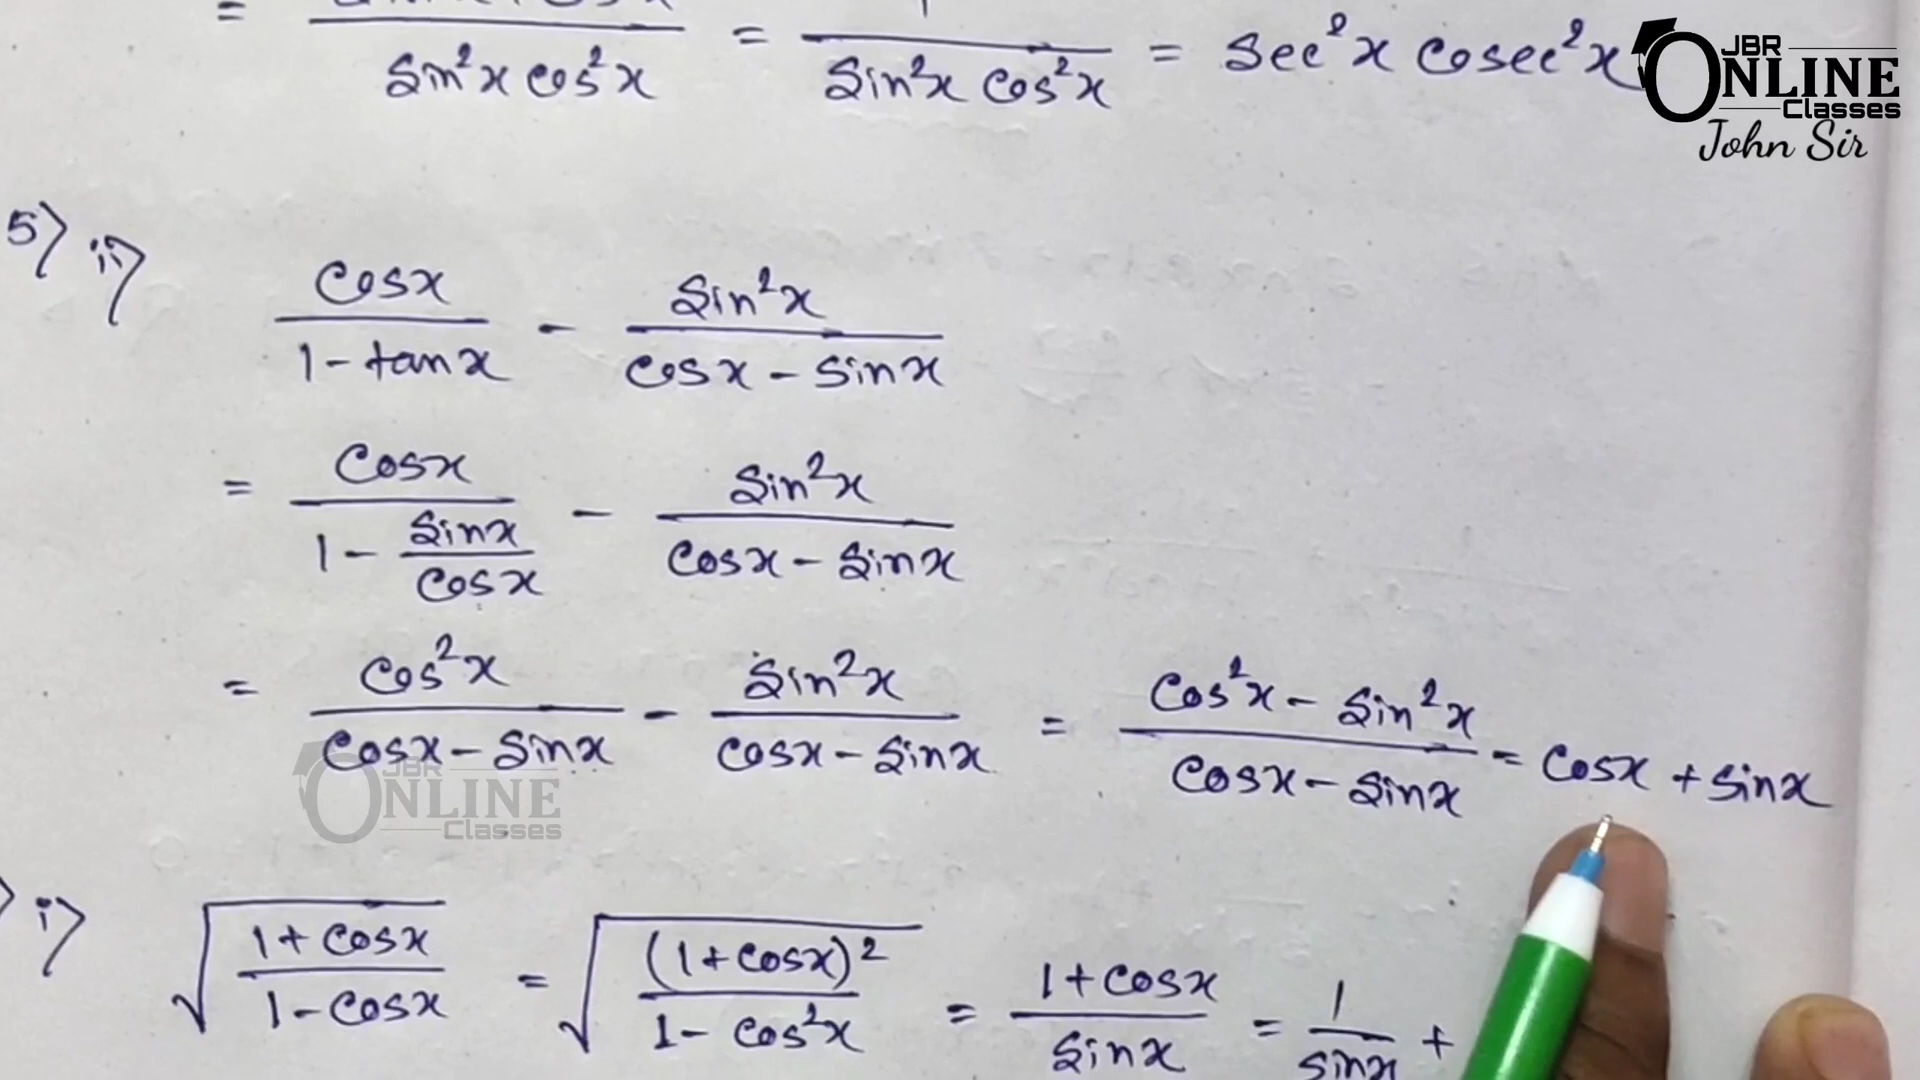 = / sin²x cos²x = 1 / sin²x cos²x = sec²x cosec²x
JBR
ONLINE
Classes
John Sir
5) ii)
cosx / 1 - tanx - sin²x / cosx - sinx
= cosx / 1 - sinx / cosx - sin²x / cosx - sinx
= cos²x / cosx - sinx - sin²x / cosx - sinx = cos²x - sin²x / cosx - sinx = cosx + sinx
JBR
ONLINE
Classes
) i) √ 1 + cosx / 1 - cosx = √ (1 + cosx)² / 1 - cos²x = 1 + cosx / sinx = 1 / sinx +